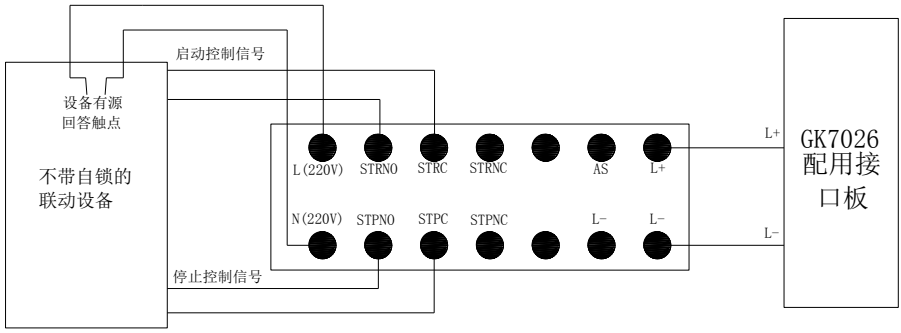 启动控制信号
设备有源
回答触点
不带自锁的
联动设备
L(220V) STRNO STRC STRNC AS L+
N(220V) STPNO STPC STPNC L- L-
停止控制信号
L+
L-
GK7026
配用接
口板